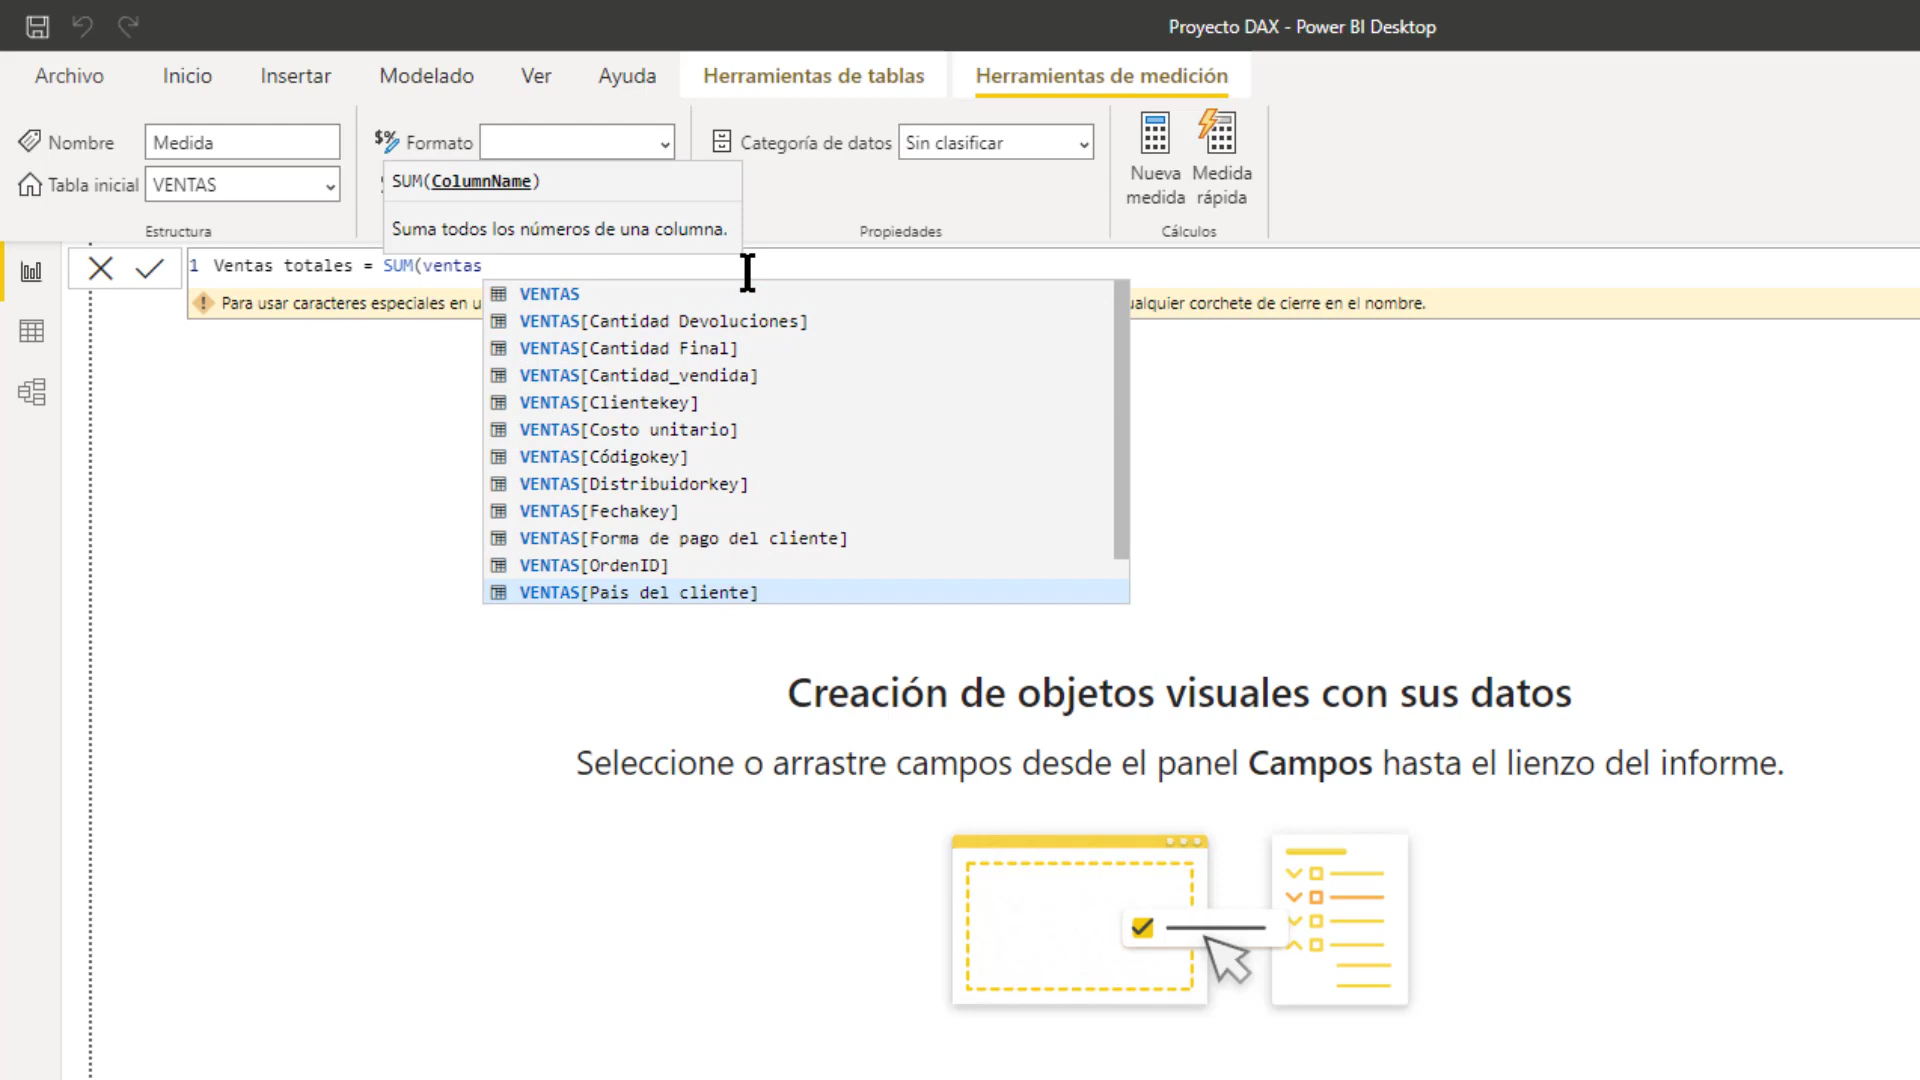 Proyecto DAX - Power BI Desktop
Archivo Inicio Insertar Modelado Ver Ayuda Herramientas de tablas Herramientas de medición
Nombre Medida $% Formato Categoría de datos Sin clasificar
Tabla inicial VENTAS
Nueva medida Medida rápida
Estructura Propiedades Cálculos
SUM(ColumnName)
Suma todos los números de una columna.
1 Ventas totales = SUM(ventas
Para usar caracteres especiales en u
ualquier corchete de cierre en el nombre.
VENTAS
VENTAS[Cantidad Devoluciones]
VENTAS[Cantidad Final]
VENTAS[Cantidad_vendida]
VENTAS[Clientekey]
VENTAS[Costo unitario]
VENTAS[Códigokey]
VENTAS[Distribuidorkey]
VENTAS[Fechakey]
VENTAS[Forma de pago del cliente]
VENTAS[OrdenID]
VENTAS[Pais del cliente]
Creación de objetos visuales con sus datos
Seleccione o arrastre campos desde el panel Campos hasta el lienzo del informe.